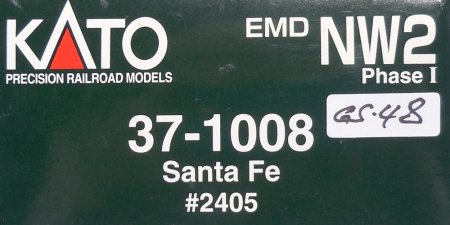 KATO
PRECISION RAILROAD MODELS
EMD NW2
Phase I
GS·48
37-1008
Santa Fe
#2405